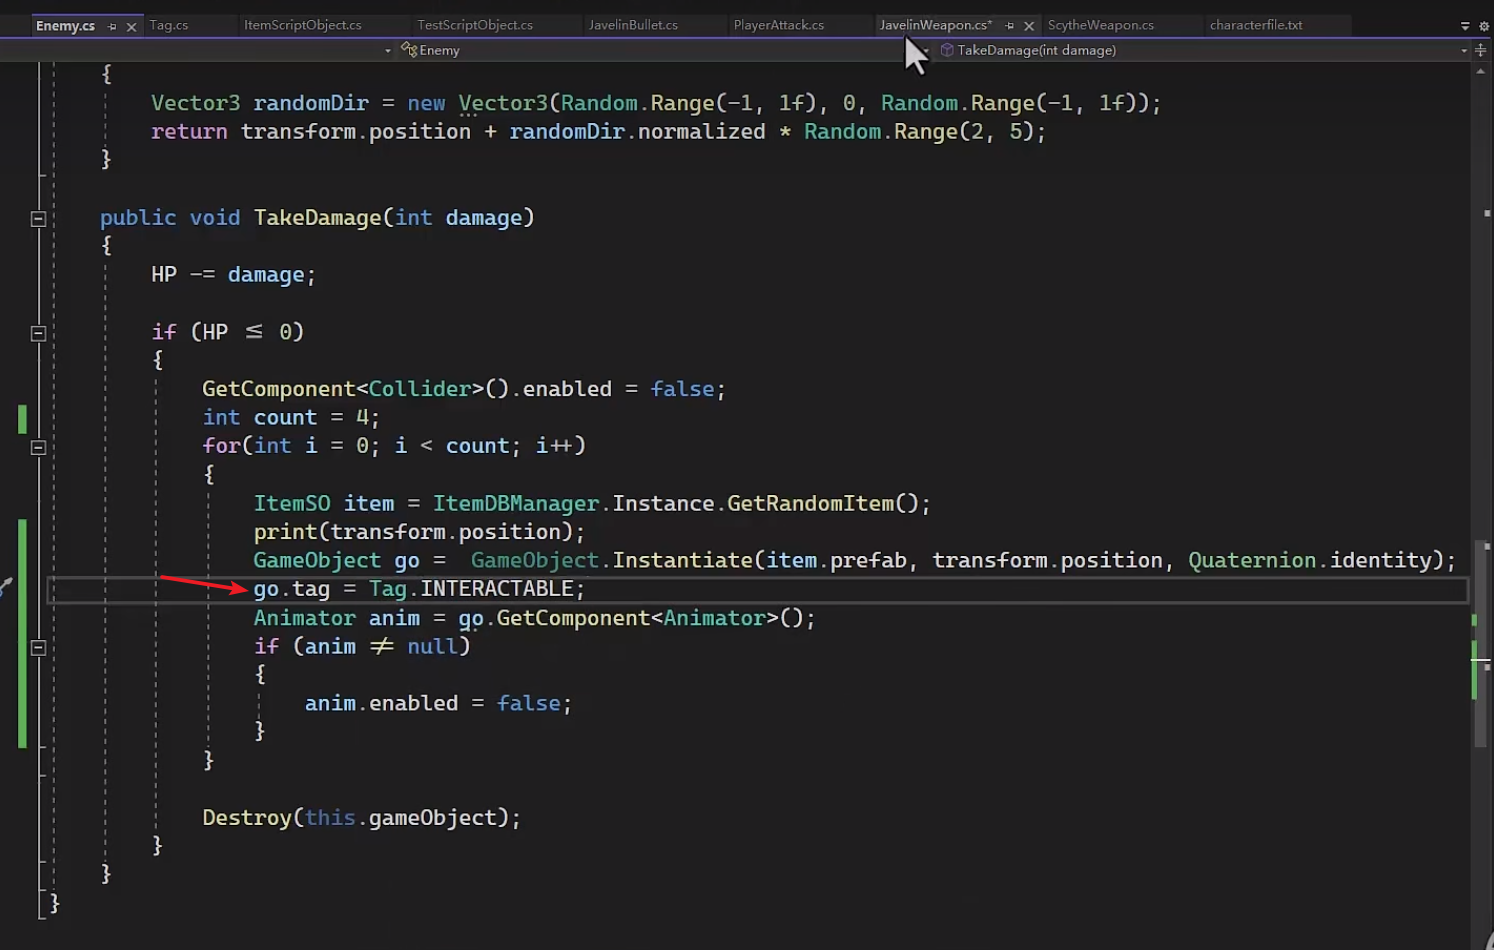 Enemy.cs Tag.cs ItemScriptObject.cs TestScriptObject.cs JavelinBullet.cs PlayerAttack.cs JavelinWeapon.cs* ScytheWeapon.cs characterfile.txt
Enemy TakeDamage(int damage)
{
Vector3 randomDir = new Vector3(Random.Range(-1, 1f), 0, Random.Range(-1, 1f));
return transform.position + randomDir.normalized * Random.Range(2, 5);
}
public void TakeDamage(int damage)
{
HP -= damage;
if (HP ≤ 0)
{
GetComponent<Collider>().enabled = false;
int count = 4;
for(int i = 0; i < count; i++)
{
ItemSO item = ItemDBManager.Instance.GetRandomItem();
print(transform.position);
GameObject go = GameObject.Instantiate(item.prefab, transform.position, Quaternion.identity);
go.tag = Tag.INTERACTABLE;
Animator anim = go.GetComponent<Animator>();
if (anim ≠ null)
{
anim.enabled = false;
}
}
Destroy(this.gameObject);
}
}
}